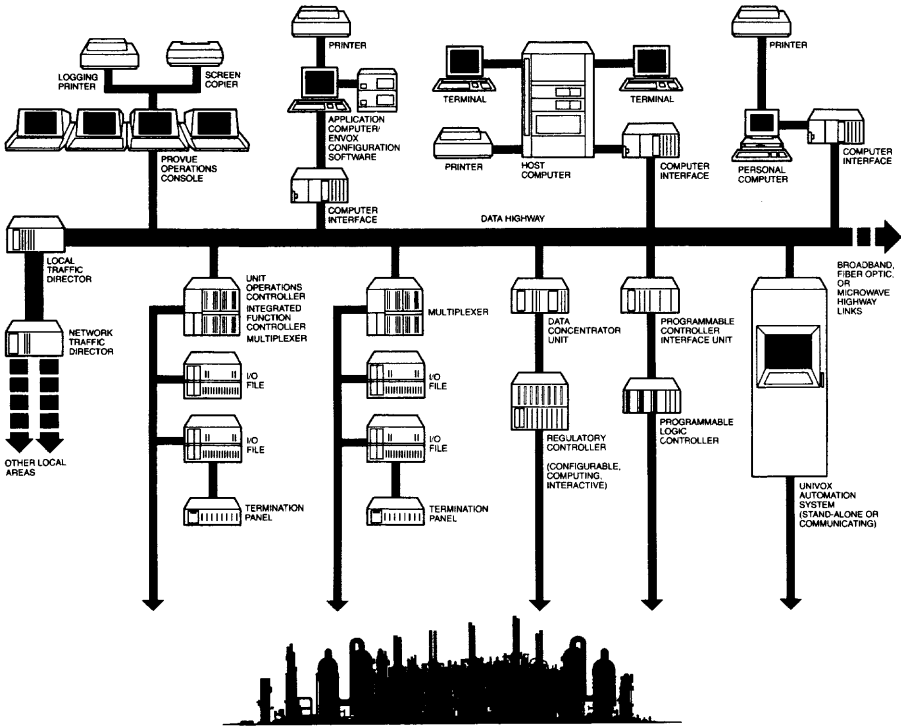 PRINTER
PRINTER
LOGGING
PRINTER
SCREEN
COPIER
TERMINAL
TERMINAL
APPLICATION
COMPUTER/
ENVOX
CONFIGURATION
SOFTWARE
PRINTER
HOST
COMPUTER
COMPUTER
INTERFACE
PERSONAL
COMPUTER
COMPUTER
INTERFACE
PROVUE
OPERATIONS
CONSOLE
COMPUTER
INTERFACE
DATA HIGHWAY
LOCAL
TRAFFIC
DIRECTOR
BROADBAND,
FIBER OPTIC,
OR
MICROWAVE
HIGHWAY
LINKS
UNIT
OPERATIONS
CONTROLLER
INTEGRATED
FUNCTION
CONTROLLER
MULTIPLEXER
MULTIPLEXER
DATA
CONCENTRATOR
UNIT
PROGRAMMABLE
CONTROLLER
INTERFACE UNIT
NETWORK
TRAFFIC
DIRECTOR
I/O
FILE
I/O
FILE
I/O
FILE
I/O
FILE
REGULATORY
CONTROLLER
(CONFIGURABLE,
COMPUTING,
INTERACTIVE)
PROGRAMMABLE
LOGIC
CONTROLLER
OTHER LOCAL
AREAS
TERMINATION
PANEL
TERMINATION
PANEL
UNIVOX
AUTOMATION
SYSTEM
(STAND-ALONE OR
COMMUNICATING)